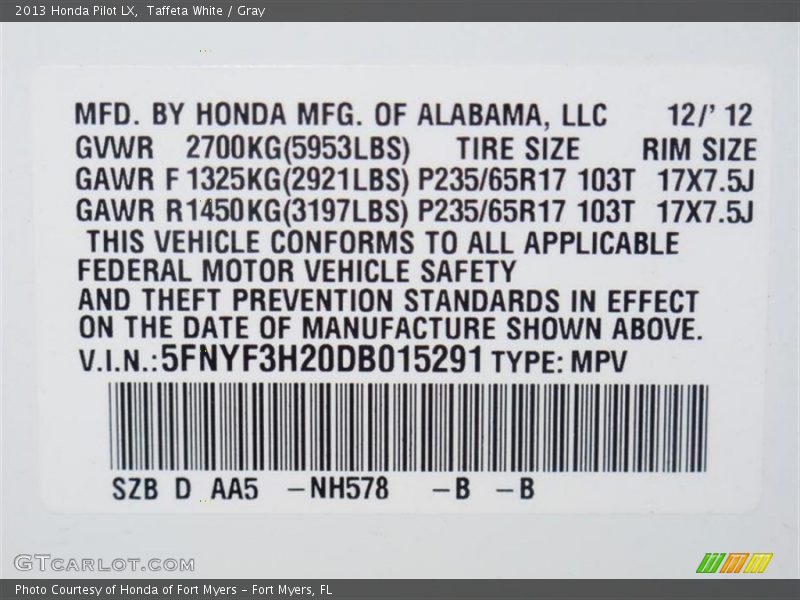 2013 Honda Pilot LX, Taffeta White / Gray
MFD. BY HONDA MFG. OF ALABAMA, LLC 12/' 12
GVWR 2700KG(5953LBS) TIRE SIZE RIM SIZE
GAWR F 1325KG(2921LBS) P235/65R17 103T 17X7.5J
GAWR R1450KG(3197LBS) P235/65R17 103T 17X7.5J
THIS VEHICLE CONFORMS TO ALL APPLICABLE
FEDERAL MOTOR VEHICLE SAFETY
AND THEFT PREVENTION STANDARDS IN EFFECT
ON THE DATE OF MANUFACTURE SHOWN ABOVE.
V.I.N.:5FNYF3H20DB015291 TYPE: MPV
SZB D AA5 -NH578 -B -B
GTCARLOT.COM
Photo Courtesy of Honda of Fort Myers - Fort Myers, FL